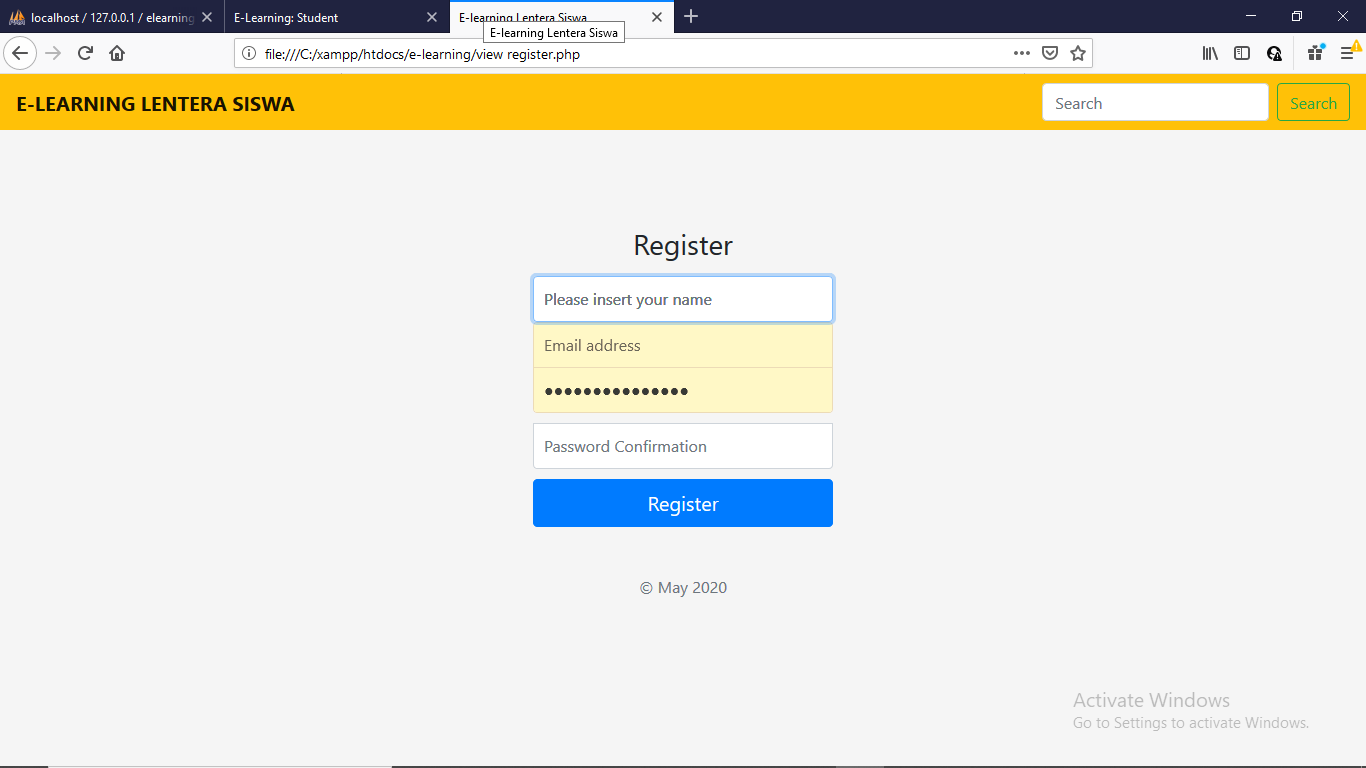 localhost / 127.0.0.1 / elearning
E-Learning: Student
E-learning Lentera Siswa
E-learning Lentera Siswa
file:///C:/xampp/htdocs/e-learning/view register.php
E-LEARNING LENTERA SISWA
Search
Search
Register
Please insert your name
Email address
●●●●●●●●●●●●●●●
Password Confirmation
Register
© May 2020
Activate Windows
Go to Settings to activate Windows.